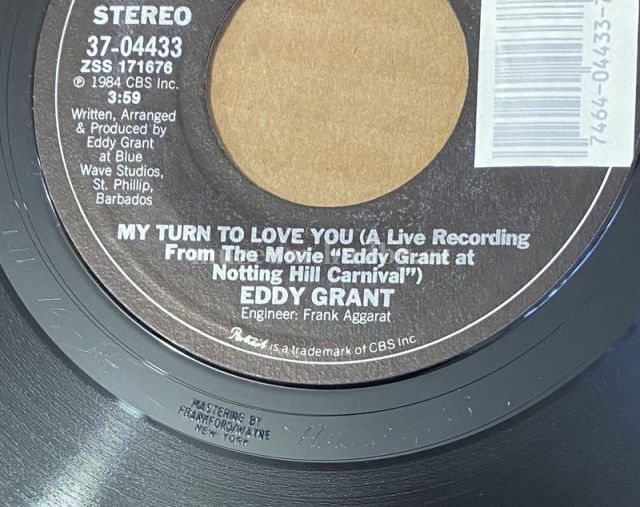 STEREO
37-04433
ZSS 171676
℗ 1984 CBS Inc.
3:59
Written, Arranged
& Produced by
Eddy Grant
at Blue
Wave Studios,
St. Phillip,
Barbados
7464-04433-
MY TURN TO LOVE YOU (A Live Recording
From The Movie "Eddy Grant at
Notting Hill Carnival")
EDDY GRANT
Engineer: Frank Aggarat
Portrait is a trademark of CBS Inc
MASTERING BY
FRANKFORD/WAYNE
NEW YORK